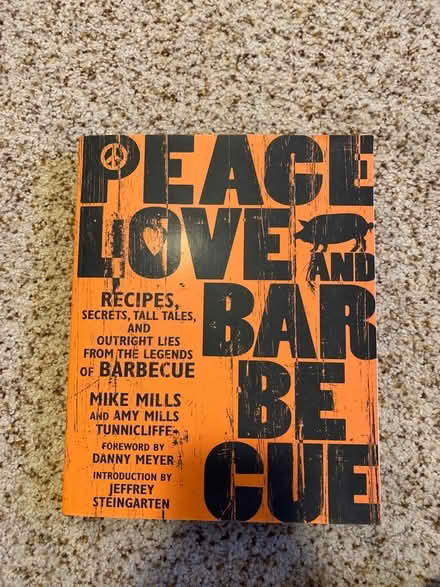 PEACE
LOVE
AND
BAR
BE
CUE
RECIPES,
SECRETS, TALL TALES,
AND
OUTRIGHT LIES
FROM THE LEGENDS
OF BARBECUE
MIKE MILLS
AND AMY MILLS
TUNNICLIFFE
FOREWORD BY
DANNY MEYER
INTRODUCTION BY
JEFFREY
STEINGARTEN